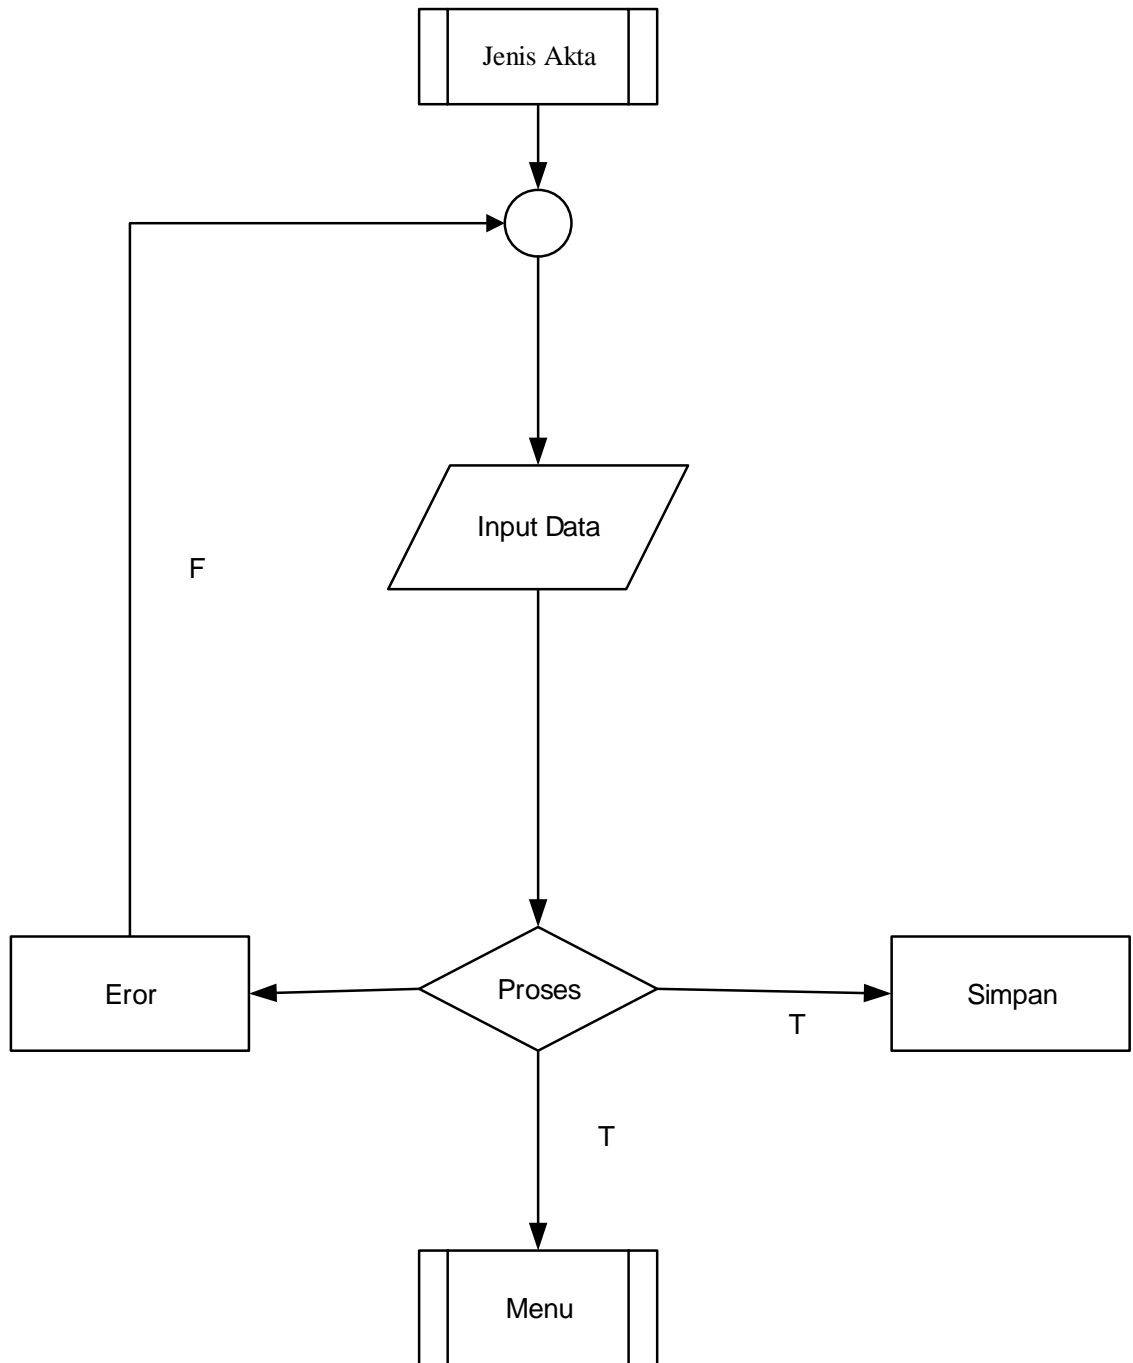 Jenis Akta
Input Data
F
Eror
Proses
Simpan
T
T
Menu